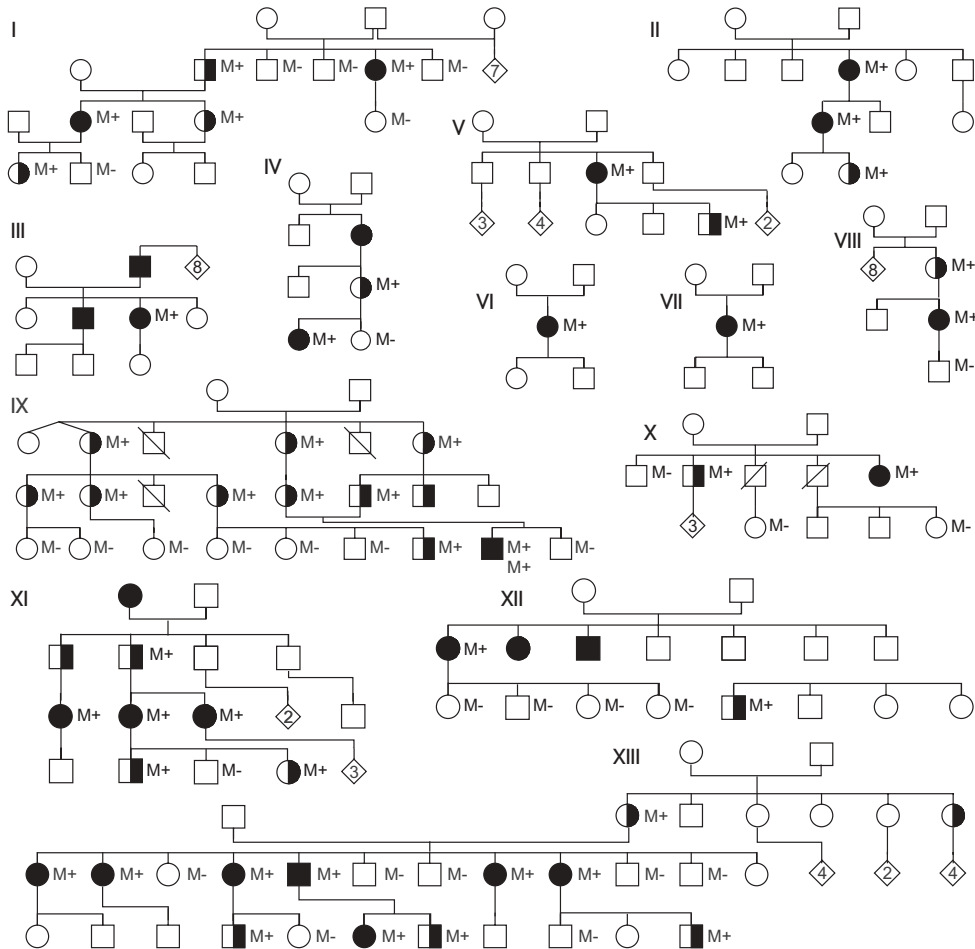 I
II
M+ M- M- M+ M- 7
M+
M+ M+ M-
V
M+
M+ M-
IV
M+
M+
III
3 4 M+ 2
8
VIII
M+
8
M+
VI
VII
M+
M+
M+
M+
M+ M-
M-
IX
X
M+ M+ M+
M- M+ M+
M+ M+ M+ M+ M+
3 M- M-
M- M- M- M- M- M- M+ M+ M-
M+
XI
XII
M+
M+
M+ M+ M+ 2
M- M- M- M- M+
M+ M- M+ 3
XIII
M+
M+ M+ M- M+ M+ M- M- M+ M+ M- M- 4 2 4
M+ M- M+ M+ M- M+